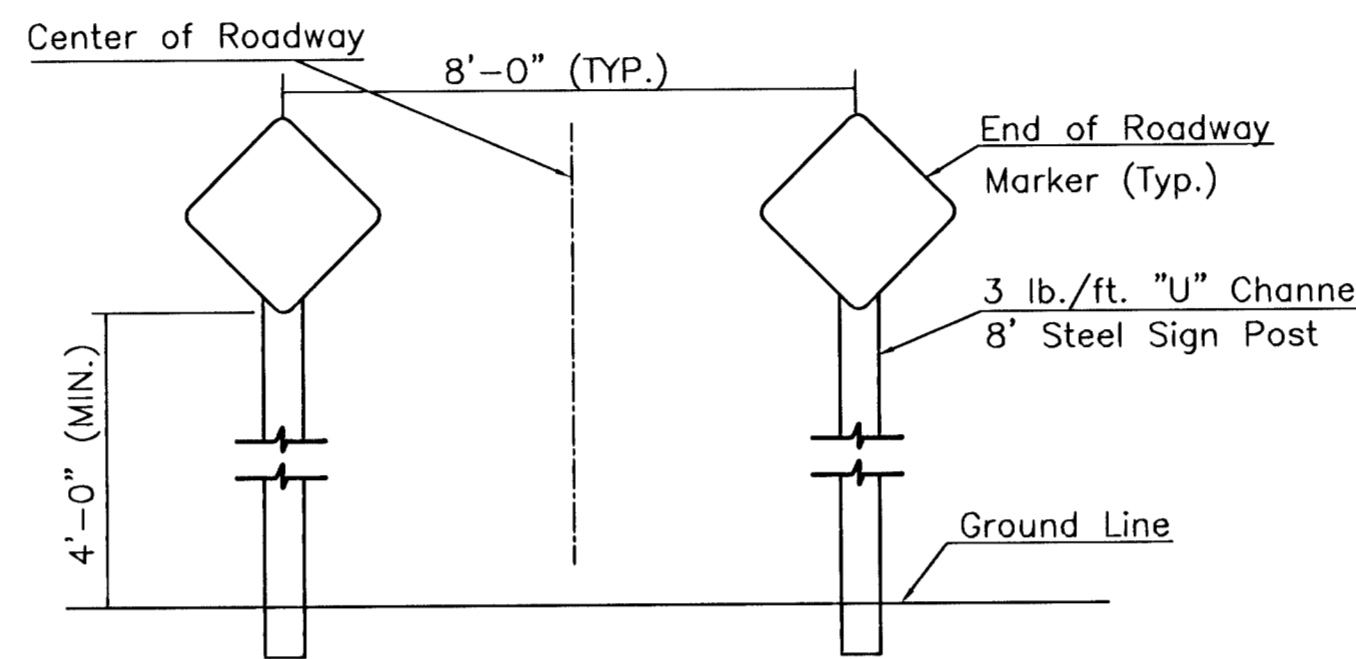 Center of Roadway
8'-0" (TYP.)
End of Roadway
Marker (Typ.)
3 lb./ft. "U" Channe
8' Steel Sign Post
4'-0" (MIN.)
Ground Line